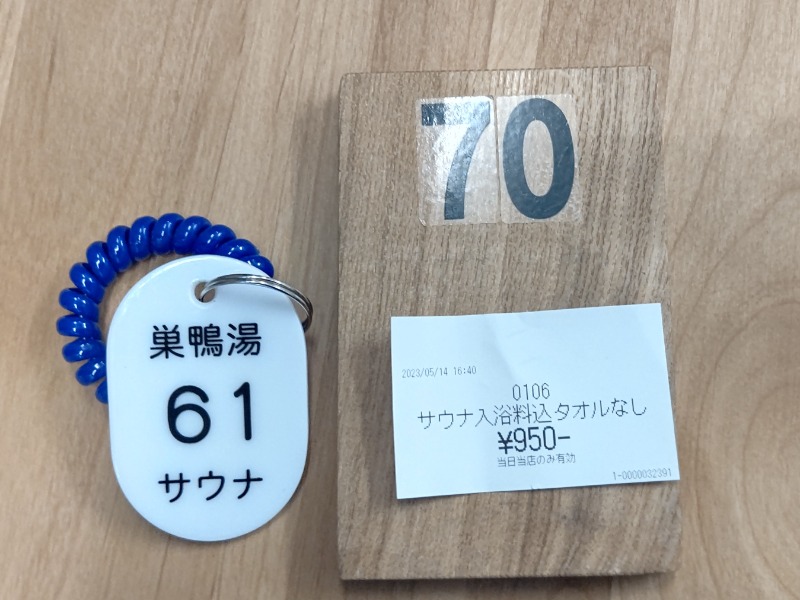 巣鴨湯
61
サウナ
70
2023/05/14 16:40
0106
サウナ入浴料込タオルなし
¥950-
当日当店のみ有効
1-0000032391